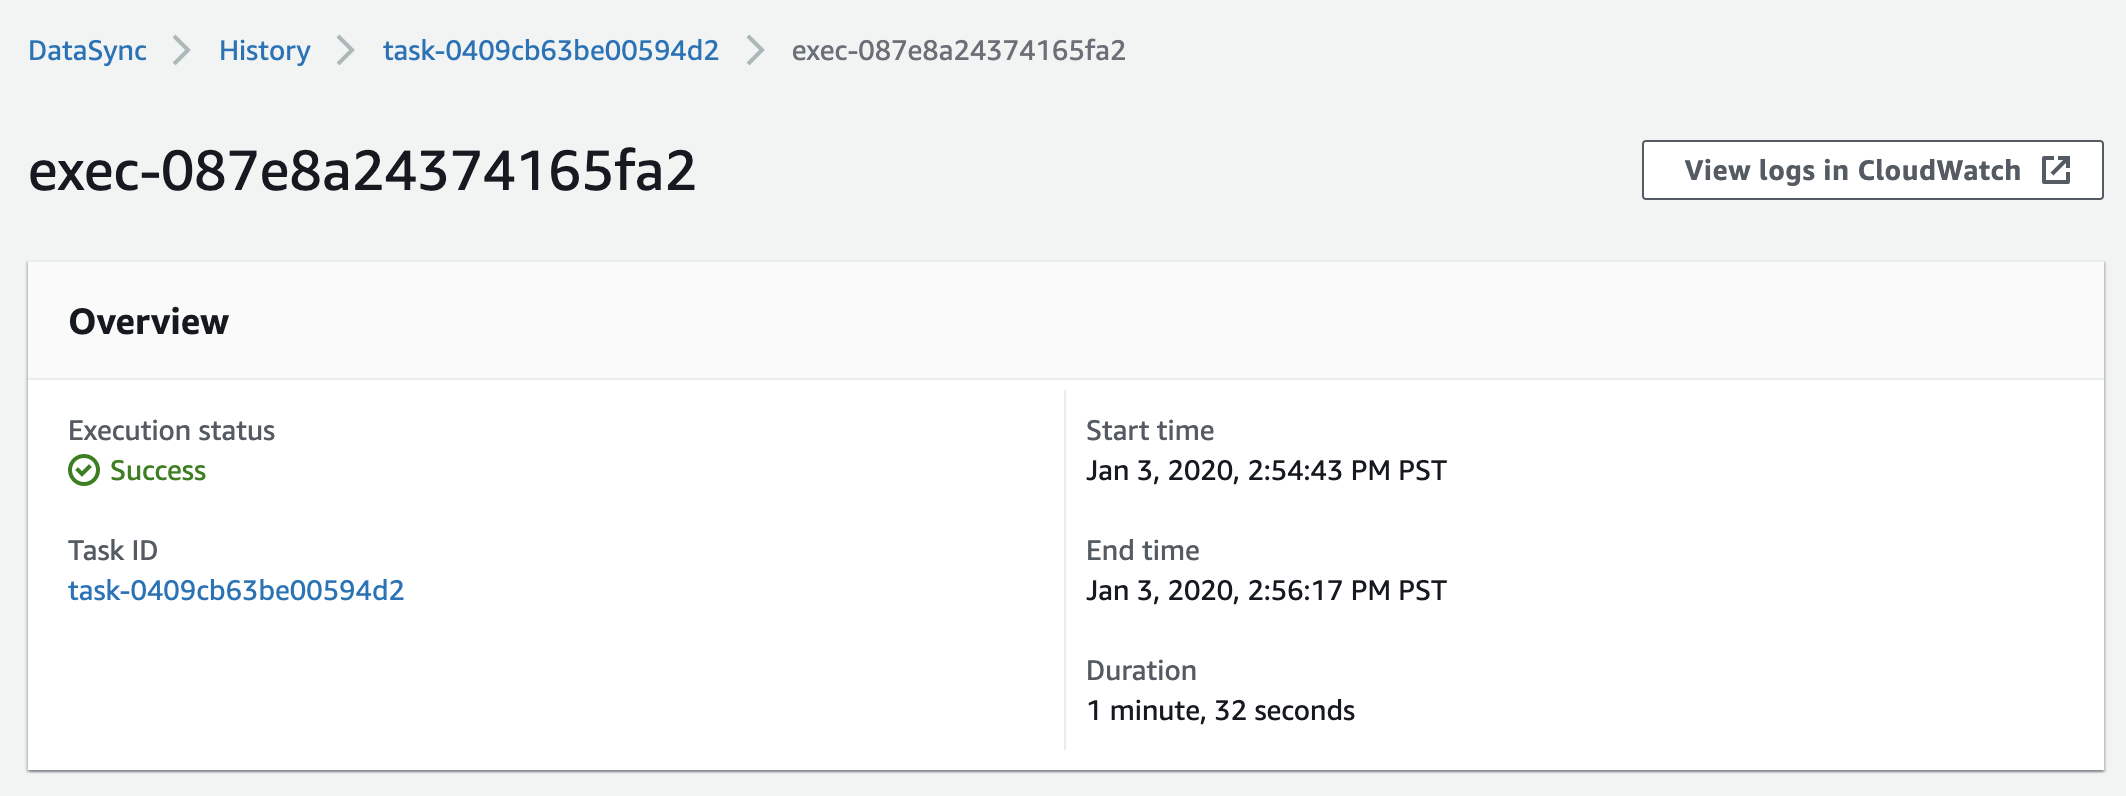 DataSync History task-0409cb63be00594d2 exec-087e8a24374165fa2
exec-087e8a24374165fa2
View logs in CloudWatch
Overview
Execution status
Success
Task ID
task-0409cb63be00594d2
Start time
Jan 3, 2020, 2:54:43 PM PST
End time
Jan 3, 2020, 2:56:17 PM PST
Duration
1 minute, 32 seconds